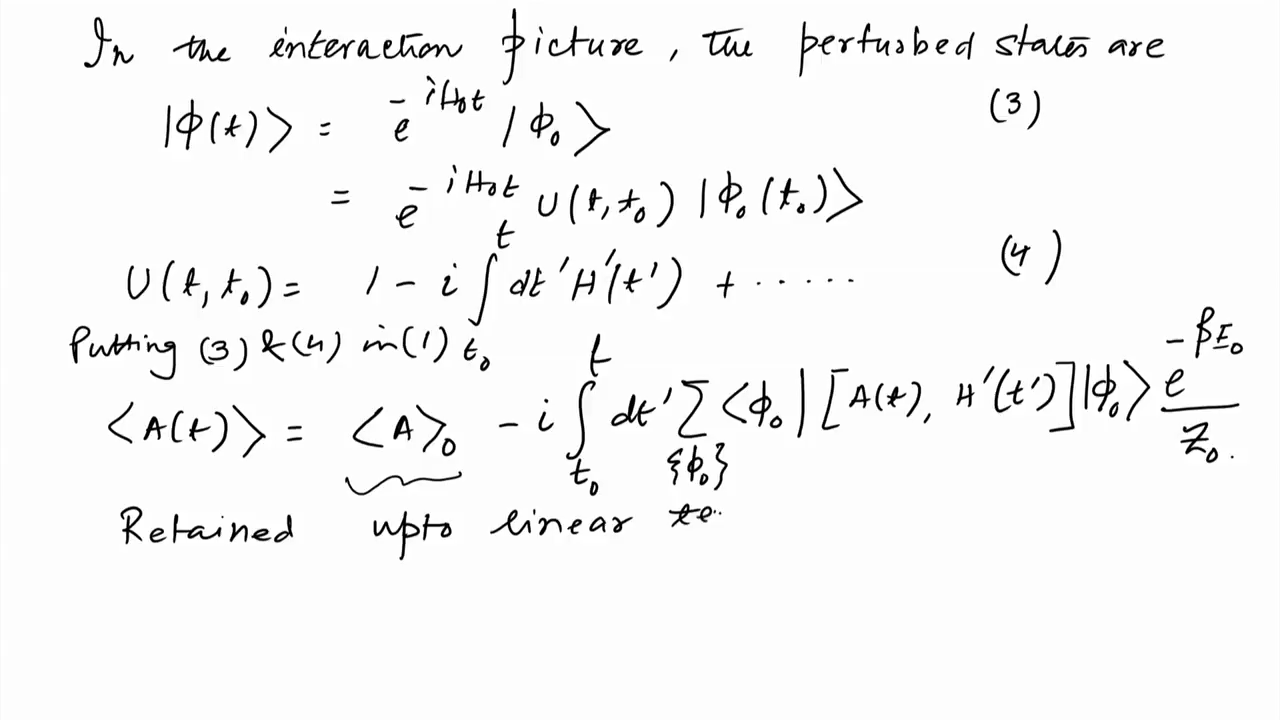 In the interaction picture, the perturbed states are
|ϕ(t)⟩ = e^{-iH₀t} |ϕ₀⟩ (3)
= e^{-iH₀t} U(t,t₀) |ϕ₀(t₀)⟩
U(t,t₀) = 1 - i ∫_{t₀}^{t} dt' H'(t') + ...... (4)
Putting (3) & (4) in (1)
⟨A(t)⟩ = ⟨A⟩₀ - i ∫_{t₀}^{t} dt' ∑_{{ϕ₀}} ⟨ϕ₀| [A(t), H'(t')] |ϕ₀⟩ e^{-βE₀}/Z₀.
Retained upto linear te